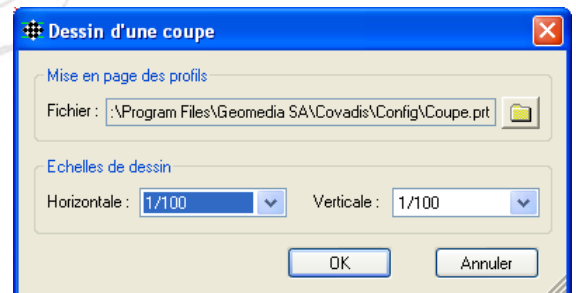 Dessin d'une coupe
Mise en page des profils
Fichier : :\Program Files\Geomedia SA\Covadis\Config\Coupe.prt
Echelles de dessin
Horizontale : 1/100 Verticale : 1/100
OK Annuler